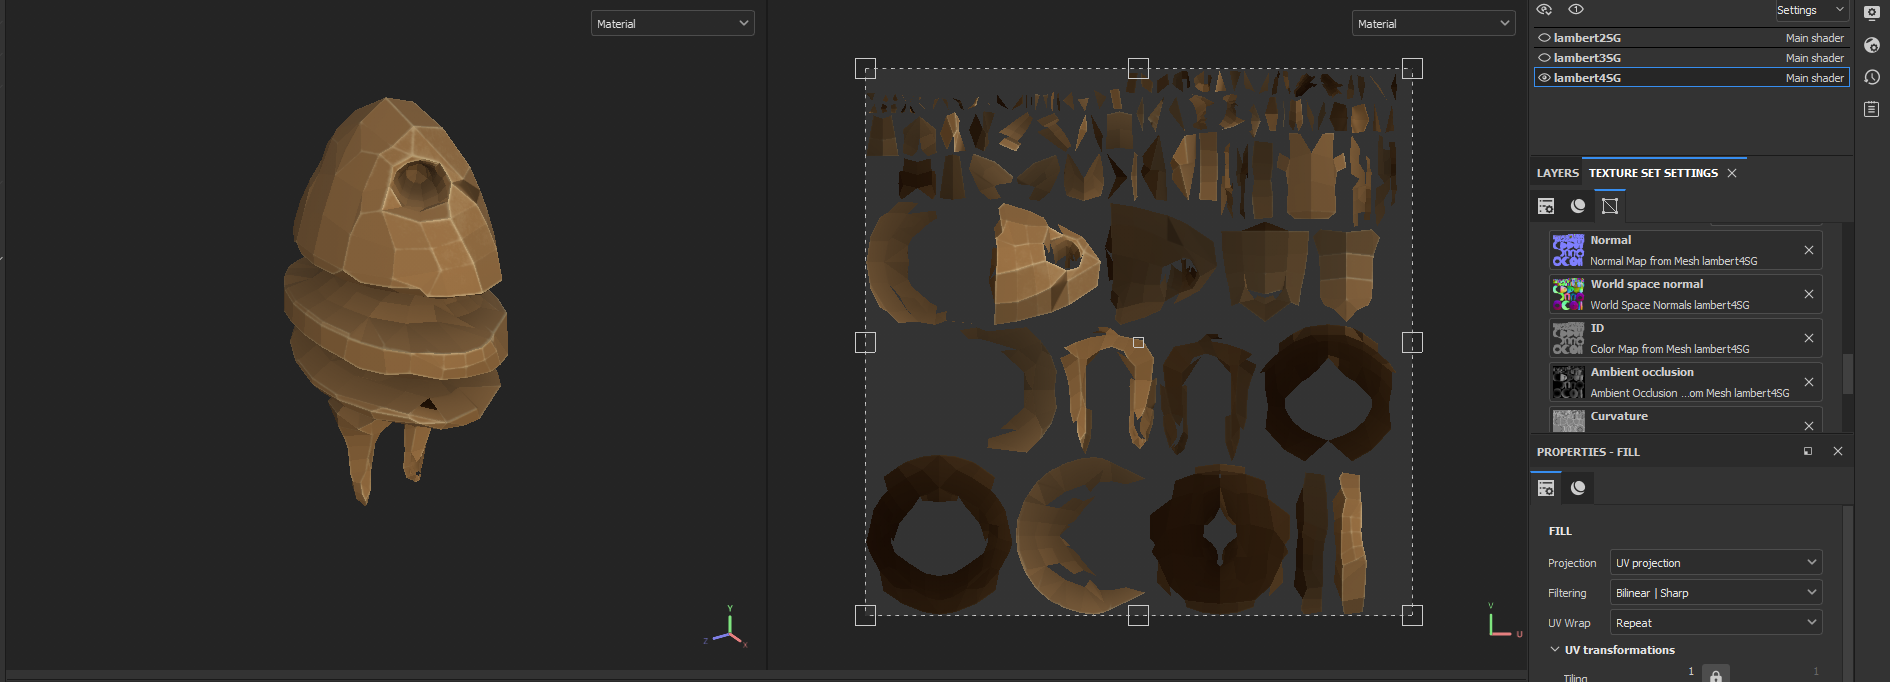 Material
Material
Settings
lambert2SG Main shader
lambert3SG Main shader
lambert4SG Main shader
LAYERS TEXTURE SET SETTINGS
Normal
Normal Map from Mesh lambert4SG
World space normal
World Space Normals lambert4SG
ID
Color Map from Mesh lambert4SG
Ambient occlusion
Ambient Occlusion ...om Mesh lambert4SG
Curvature
PROPERTIES - FILL
FILL
Projection UV projection
Filtering Bilinear | Sharp
UV Wrap Repeat
UV transformations
Tiling 1 1
Y
Z
X
V
U